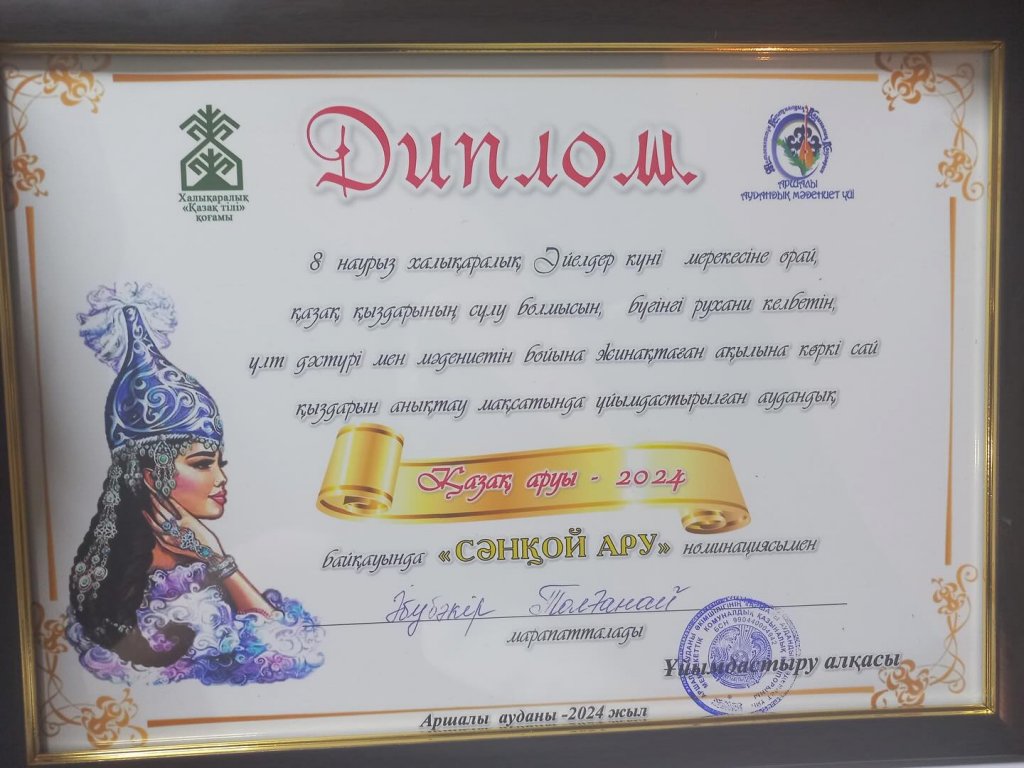 Халықаралық
«Қазақ тілі»
қоғамы
Диплом
АРШАЛЫ
АУДАНДЫҚ МӘДЕНИЕТ ҮЙІ
8 наурыз халықаралық Әйелдер күні мерекесіне орай,
қазақ қыздарының сұлу болмысын, бүгінгі рухани келбетін,
ұлт дәстүрі мен мәдениетін бойына жинақтаған ақылына көркі сай
қыздарын анықтау мақсатында ұйымдастырылған аудандық
Қазақ аруы - 2024
байқауында «СӘНҚОЙ АРУ» номинациясымен
Әбубәкір Толғанай
марапатталады
Ұйымдастыру алқасы
Аршалы ауданы -2024 жыл